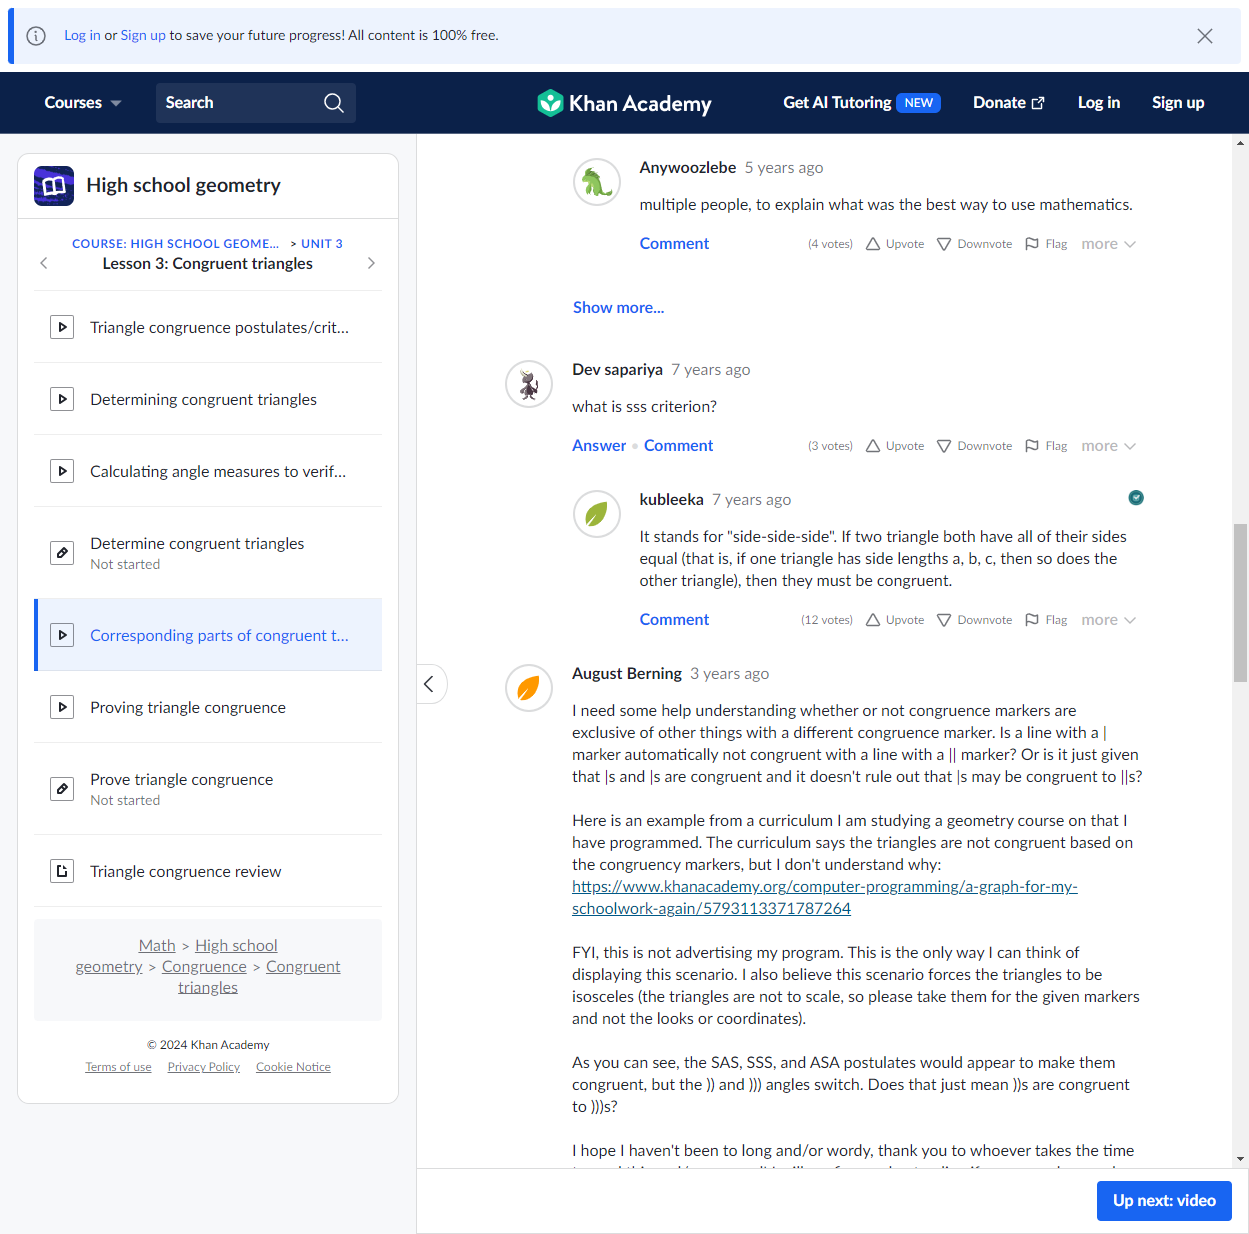 Log in or Sign up to save your future progress! All content is 100% free.
Courses
Search
Khan Academy
Get AI Tutoring NEW
Donate
Log in
Sign up
High school geometry
COURSE: HIGH SCHOOL GEOME... > UNIT 3
Lesson 3: Congruent triangles
Triangle congruence postulates/crit...
Determining congruent triangles
Calculating angle measures to verif...
Determine congruent triangles
Not started
Corresponding parts of congruent t...
Proving triangle congruence
Prove triangle congruence
Not started
Triangle congruence review
Math > High school
geometry > Congruence > Congruent
triangles
© 2024 Khan Academy
Terms of use Privacy Policy Cookie Notice
Anywoozlebe 5 years ago
multiple people, to explain what was the best way to use mathematics.
Comment (4 votes) Upvote Downvote Flag more
Show more...
Dev sapariya 7 years ago
what is sss criterion?
Answer • Comment (3 votes) Upvote Downvote Flag more
kubleeka 7 years ago
It stands for "side-side-side". If two triangle both have all of their sides
equal (that is, if one triangle has side lengths a, b, c, then so does the
other triangle), then they must be congruent.
Comment (12 votes) Upvote Downvote Flag more
August Berning 3 years ago
I need some help understanding whether or not congruence markers are
exclusive of other things with a different congruence marker. Is a line with a |
marker automatically not congruent with a line with a || marker? Or is it just given
that |s and |s are congruent and it doesn't rule out that |s may be congruent to ||s?
Here is an example from a curriculum I am studying a geometry course on that I
have programmed. The curriculum says the triangles are not congruent based on
the congruency markers, but I don't understand why:
https://www.khanacademy.org/computer-programming/a-graph-for-my-
schoolwork-again/5793113371787264
FYI, this is not advertising my program. This is the only way I can think of
displaying this scenario. I also believe this scenario forces the triangles to be
isosceles (the triangles are not to scale, so please take them for the given markers
and not the looks or coordinates).
As you can see, the SAS, SSS, and ASA postulates would appear to make them
congruent, but the )) and ))) angles switch. Does that just mean ))s are congruent
to )))s?
I hope I haven't been to long and/or wordy, thank you to whoever takes the time
Up next: video